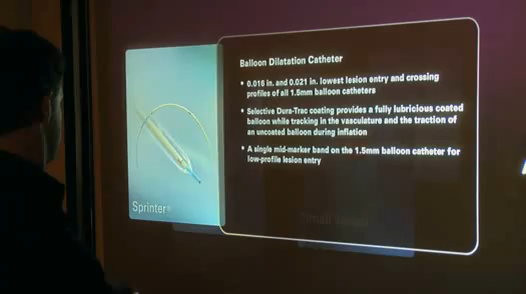 Balloon Dilatation Catheter
• 0.016 in. and 0.021 in. lowest lesion entry and crossing
profiles of all 1.5mm balloon catheters
• Selective Dura-Trac coating provides a fully lubricious coated
balloon while tracking in the vasculature and the traction of
an uncoated balloon during inflation
• A single mid-marker band on the 1.5mm balloon catheter for
low-profile lesion entry
Sprinter®
Small Vessel